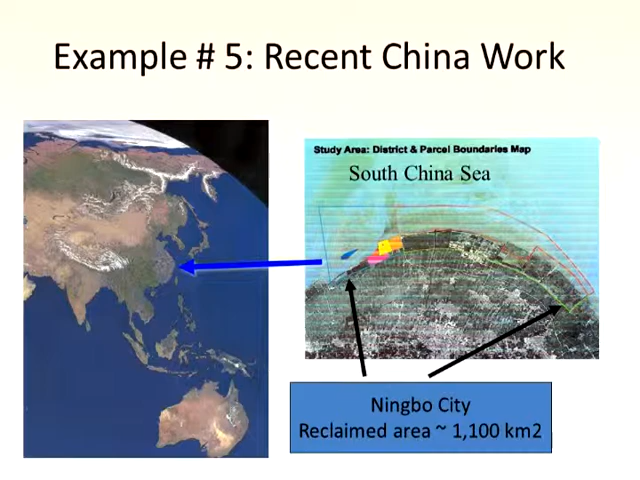 Example # 5: Recent China Work
Study Area: District & Parcel Boundaries Map
South China Sea
Ningbo City
Reclaimed area ~ 1,100 km2